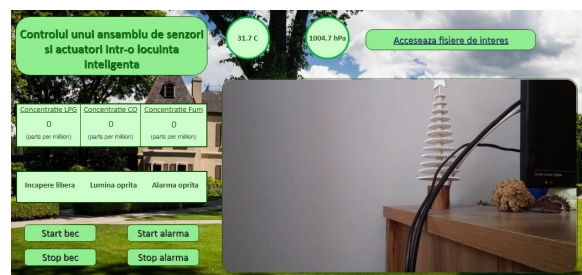 Controlul unui ansamblu de senzori
si actuatori intr-o locuinta
inteligenta
31.7 C
1004.7 hPa
Acceseaza fisiere de interes
Concentratie LPG
Concentratie CO
Concentratie Fum
0
0
0
(parts per million)
(parts per million)
(parts per million)
Incapere libera
Lumina oprita
Alarma oprita
Start bec
Start alarma
Stop bec
Stop alarma